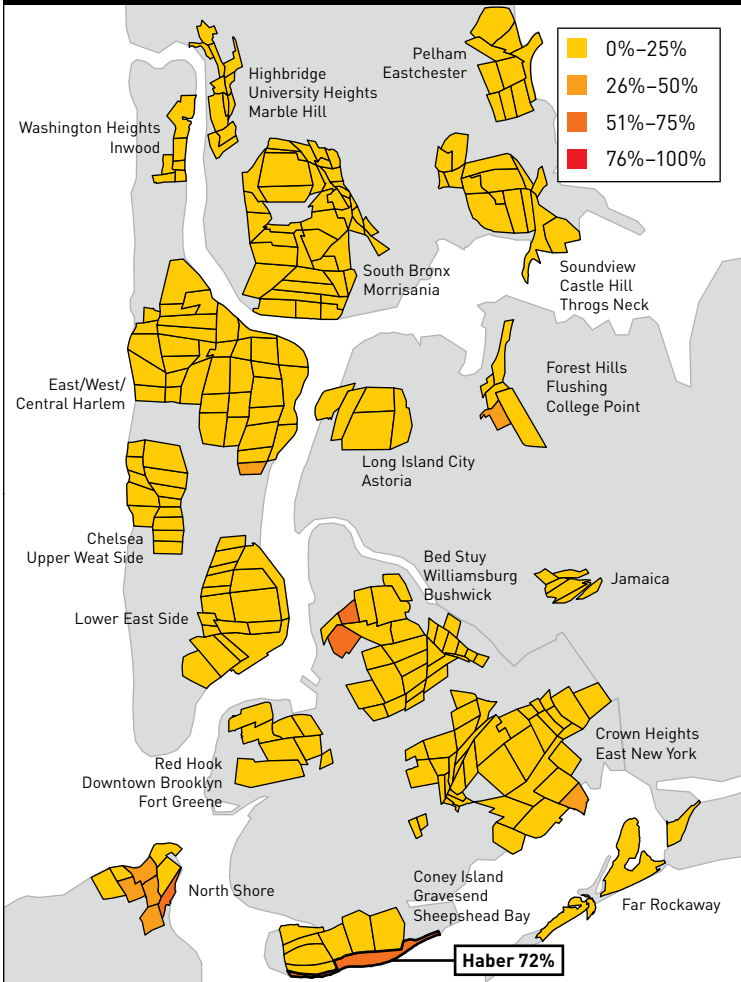 0%–25%
26%–50%
51%–75%
76%–100%
Pelham
Eastchester
Highbridge
University Heights
Marble Hill
Washington Heights
Inwood
South Bronx
Morrisania
Soundview
Castle Hill
Throgs Neck
East/West/
Central Harlem
Forest Hills
Flushing
College Point
Long Island City
Astoria
Chelsea
Upper Weat Side
Bed Stuy
Williamsburg
Bushwick
Jamaica
Lower East Side
Crown Heights
East New York
Red Hook
Downtown Brooklyn
Fort Greene
North Shore
Coney Island
Gravesend
Sheepshead Bay
Far Rockaway
Haber 72%